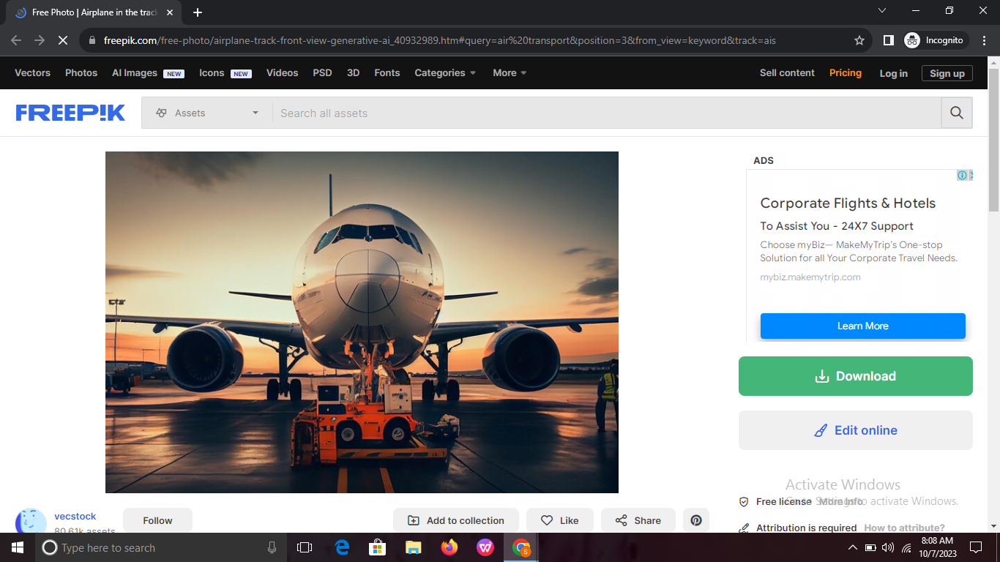 Free Photo | Airplane in the trac
freepik.com/free-photo/airplane-track-front-view-generative-ai_40932989.htm#query=air%20transport&position=3&from_view=keyword&track=ais
Incognito
Vectors Photos AI Images NEW Icons NEW Videos PSD 3D Fonts Categories More Sell content Pricing Log in Sign up
FREEP!K Assets Search all assets
ADS
Corporate Flights & Hotels
To Assist You - 24X7 Support
Choose myBiz— MakeMyTrip's One-stop
Solution for all Your Corporate Travel Needs.
mybiz.makemytrip.com
Learn More
Download
Edit online
Activate Windows
Go to Settings to activate Windows.
Free license More info
Attribution is required How to attribute?
vecstock
80.61k assets
Follow
Add to collection Like Share
Type here to search
8:08 AM
10/7/2023